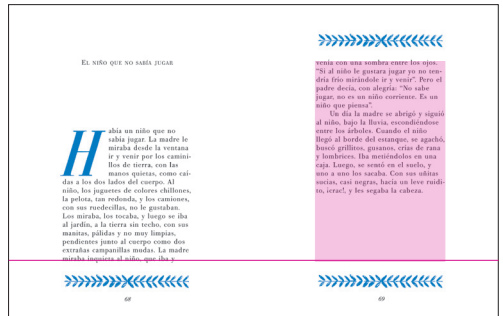 EL NIÑO QUE NO SABÍA JUGAR
Había un niño que no
sabía jugar. La madre le
miraba desde la ventana
ir y venir por los camini-
llos de tierra, con las
manos quietas, como caí-
das a los dos lados del cuerpo. Al
niño, los juguetes de colores chillones,
la pelota, tan redonda, y los camiones,
con sus ruedecillas, no le gustaban.
Los miraba, los tocaba, y luego se iba
al jardín, a la tierra sin techo, con sus
manitas, pálidas y no muy limpias,
pendientes junto al cuerpo como dos
extrañas campanillas mudas. La madre
miraba inquieta al niño, que iba y
68
venía con una sombra entre los ojos.
“Si al niño le gustara jugar yo no ten-
dría frío mirándole ir y venir”. Pero el
padre decía, con alegría: “No sabe
jugar, no es un niño corriente. Es un
niño que piensa”.
Un día la madre se abrigó y siguió
al niño, bajo la lluvia, escondiéndose
entre los árboles. Cuando el niño
llegó al borde del estanque, se agachó,
buscó grillitos, gusanos, crías de rana
y lombrices. Iba metiéndolos en una
caja. Luego, se sentó en el suelo, y
uno a uno los sacaba. Con sus uñitas
sucias, casi negras, hacía un leve ruidi-
to, ¡crac!, y les segaba la cabeza.
69